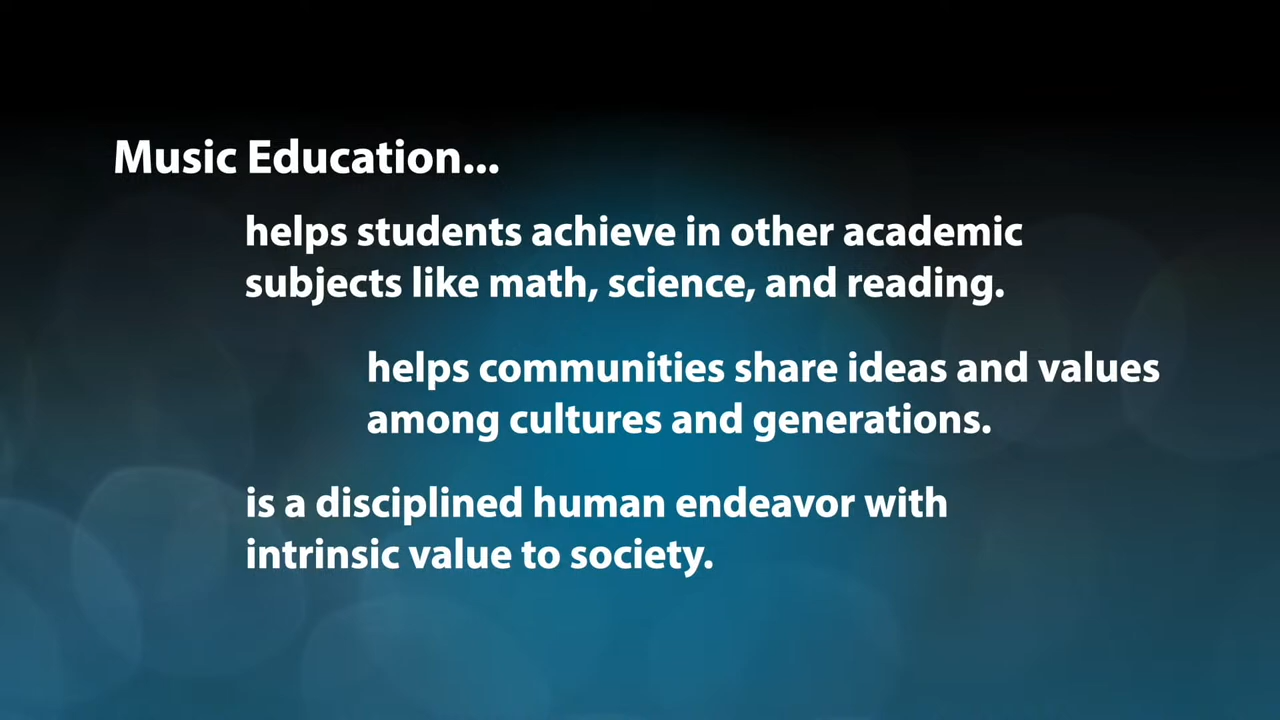 Music Education...
helps students achieve in other academic
subjects like math, science, and reading.
helps communities share ideas and values
among cultures and generations.
is a disciplined human endeavor with
intrinsic value to society.